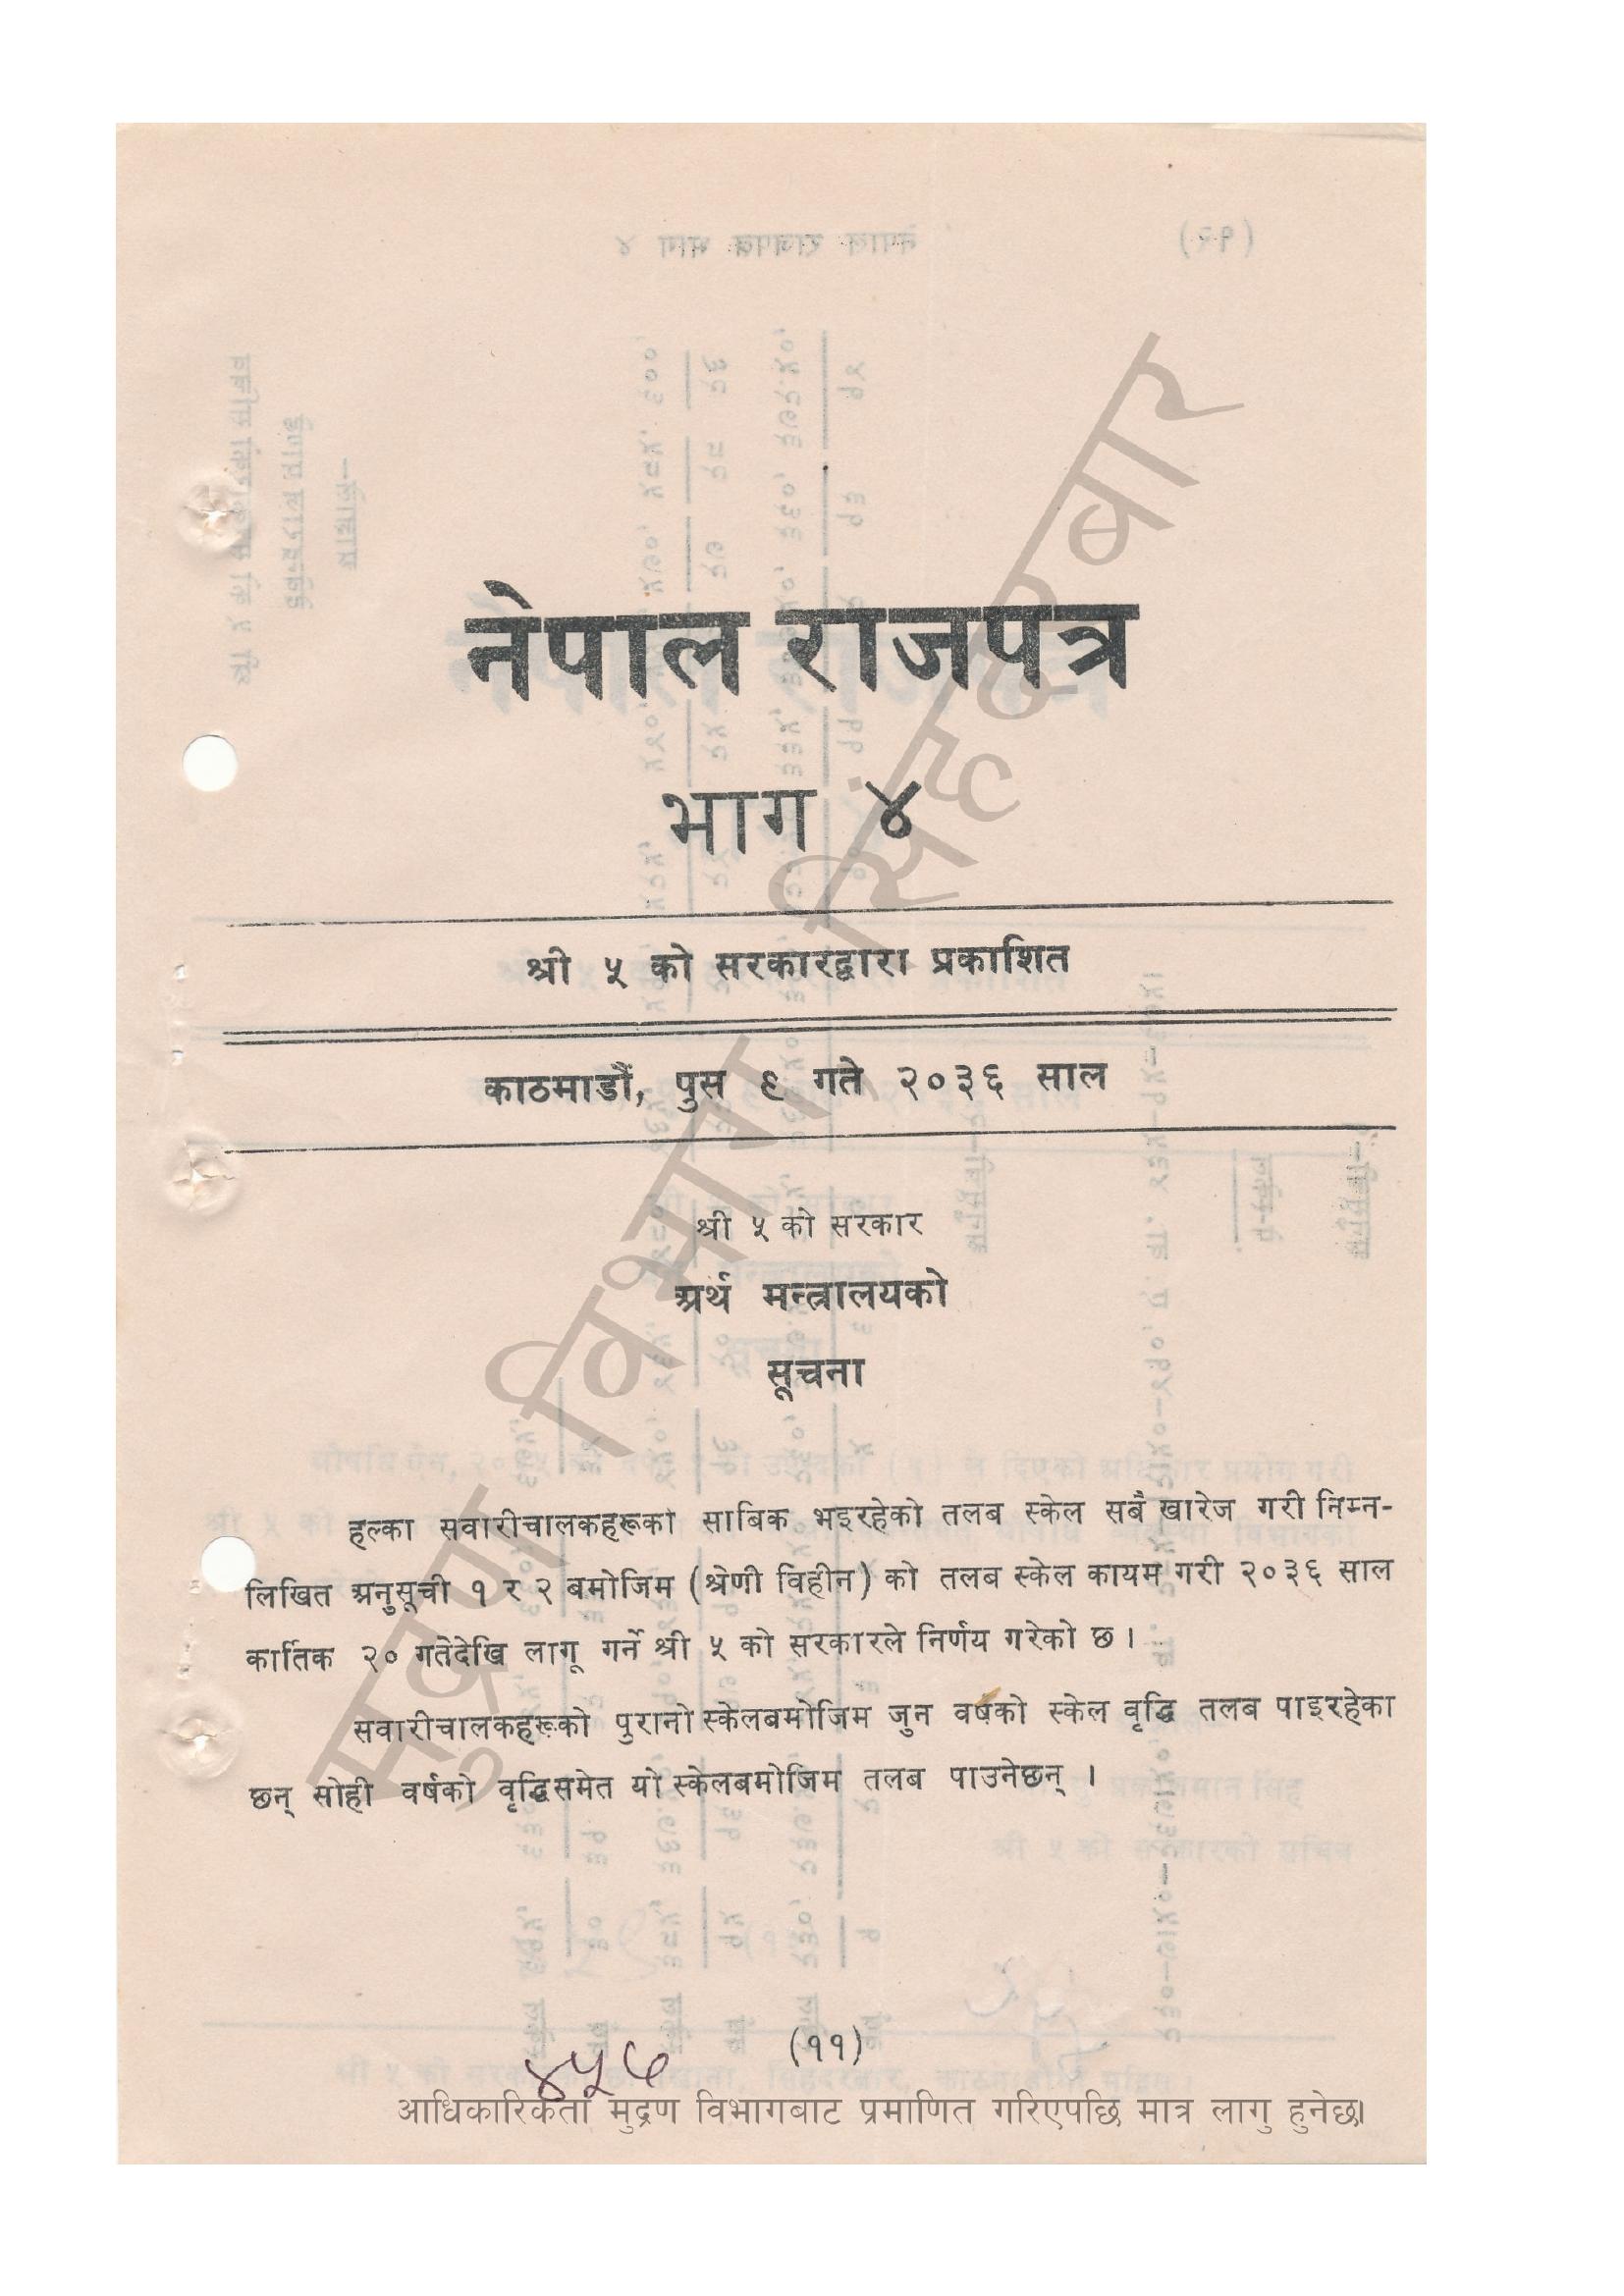 नेपाल राजपत्र
भाग ४
श्री ५ को सरकारद्वारा प्रकाशित
काठमाडौं, पुस ९ गते २०३६ साल
श्री ५ को सरकार
अर्थ मन्त्रालयको
सूचना
हल्का सवारीचालकहरूको साबिक भइरहेको तलब स्केल सबै खारेज गरी निम्न-
लिखित अनुसूची १ र २ बमोजिम (श्रेणी विहीन) को तलब स्केल कायम गरी २०३६ साल
कार्तिक २० गतेदेखि लागू गर्ने श्री ५ को सरकारले निर्णय गरेको छ।
सवारीचालकहरूको पुरानो स्केलबमोजिम जुन वर्षको स्केल वृद्धि तलब पाइरहेका
छन् सोही वर्षको वृद्धिसमेत यो स्केलबमोजिम तलब पाउनेछन् ।
(११)
आधिकारिकता मुद्रण विभागबाट प्रमाणित गरिएपछि मात्र लागु हुनेछ।
मुद्रण विभाग, सिंहदरबार